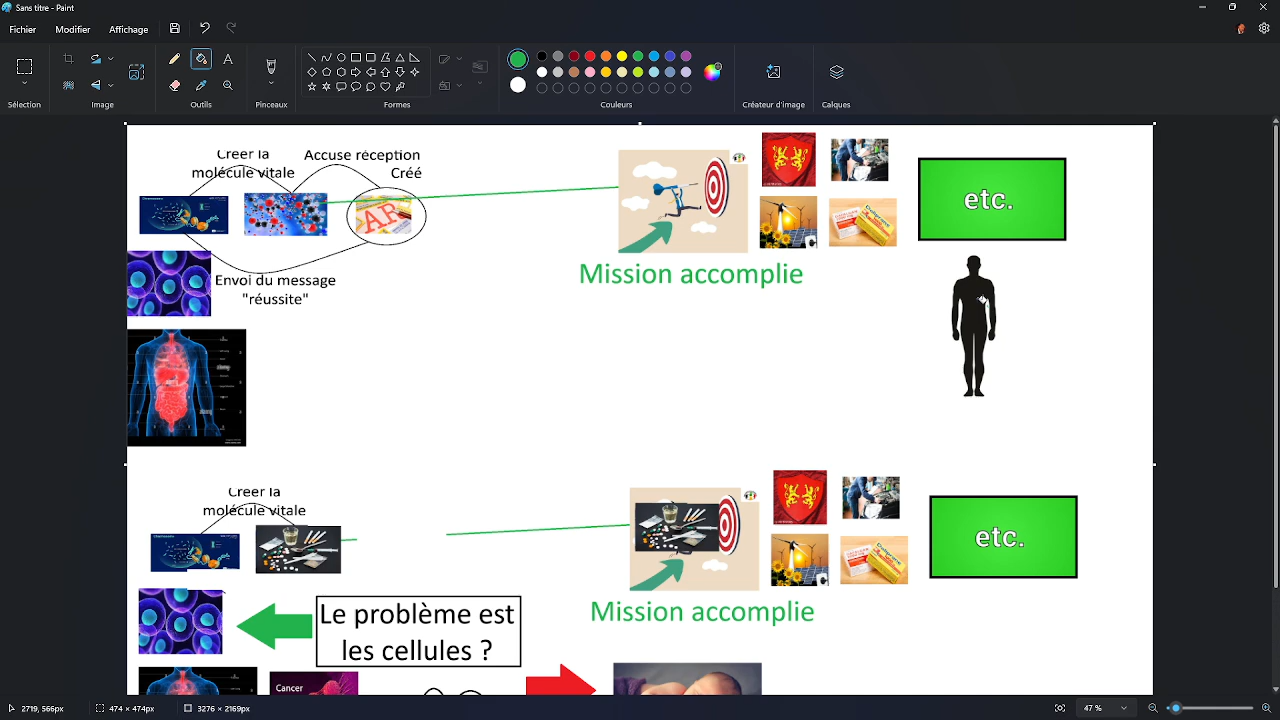 Sans titre - Paint
Fichier Modifier Affichage
Sélection
Image
Outils
Pinceaux
Formes
Couleurs
Créateur d'image
Calques
Creer la
molécule vitale
Accuse réception
Créé
AR
Envoi du message
"réussite"
Mission accomplie
etc.
Creer la
molécule vitale
Mission accomplie
etc.
Le problème est
les cellules ?
Cancer
2719, 566px
474 × 474px
3276 × 2169px
47 %